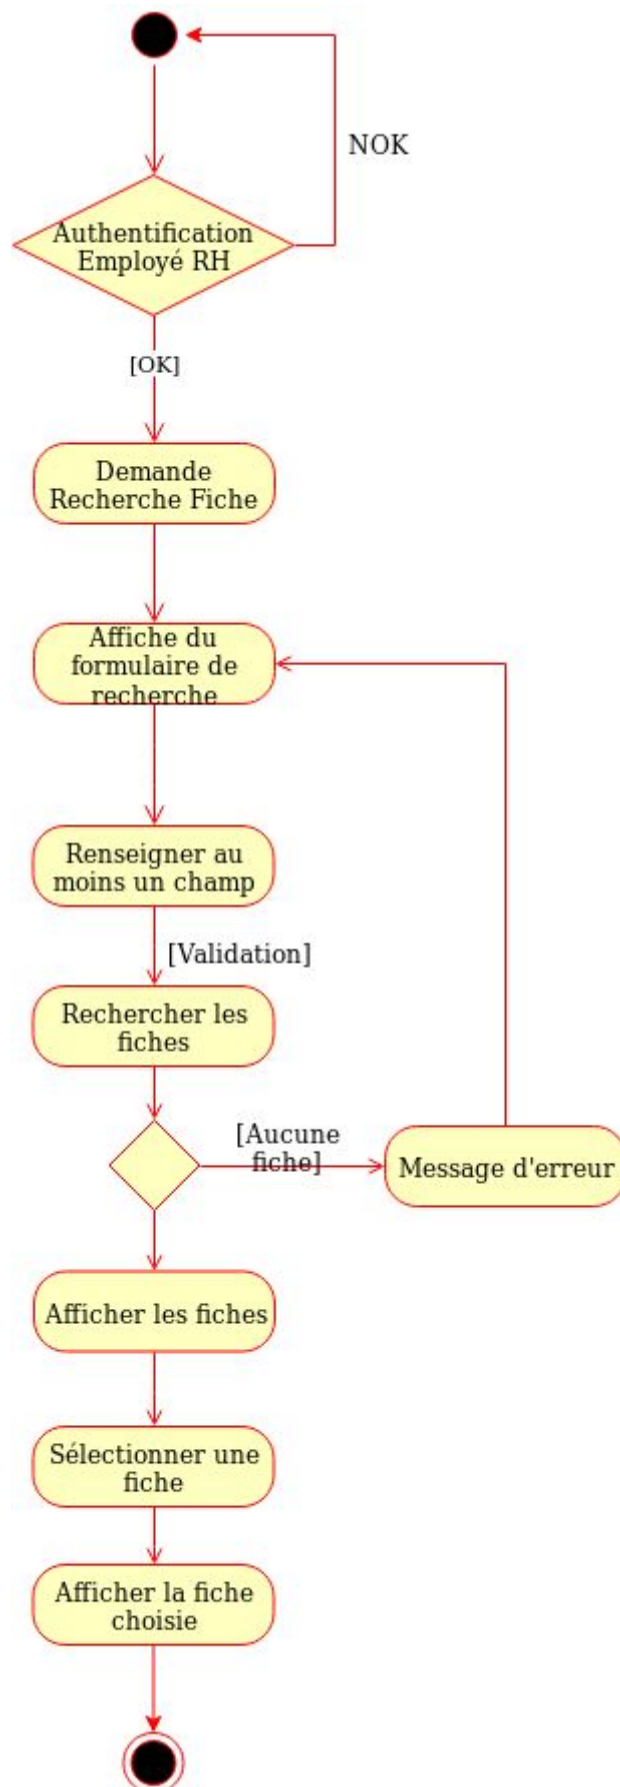 NOK
Authentification
Employé RH
[OK]
Demande
Recherche Fiche
Affiche du
formulaire de
recherche
Renseigner au
moins un champ
[Validation]
Rechercher les
fiches
[Aucune
fiche]
Message d'erreur
Afficher les fiches
Sélectionner une
fiche
Afficher la fiche
choisie